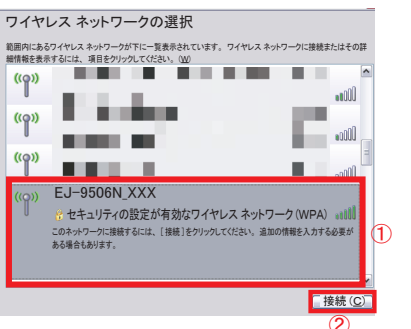 ワイヤレス ネットワークの選択
範囲内にあるワイヤレス ネットワークが下に一覧表示されています。 ワイヤレス ネットワークに接続またはその詳
細情報を表示するには、項目をクリックしてください。(W)
EJ-9506N_XXX
セキュリティの設定が有効なワイヤレス ネットワーク (WPA)
このネットワークに接続するには、[接続]をクリックしてください。追加の情報を入力する必要が
ある場合もあります。
①
接続(C)
②